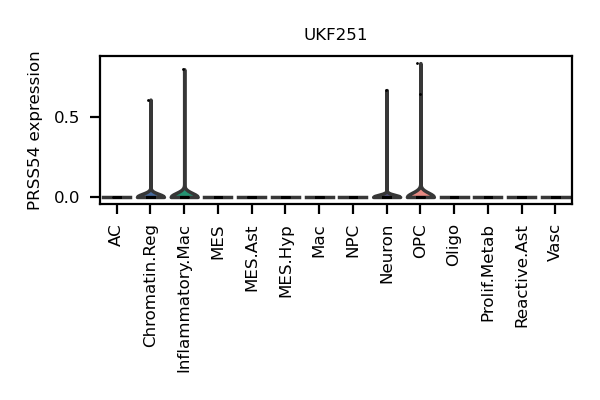 UKF251
PRSS54 expression
0.5
0.0
AC
Chromatin.Reg
Inflammatory.Mac
MES
MES.Ast
MES.Hyp
Mac
NPC
Neuron
OPC
Oligo
Prolif.Metab
Reactive.Ast
Vasc